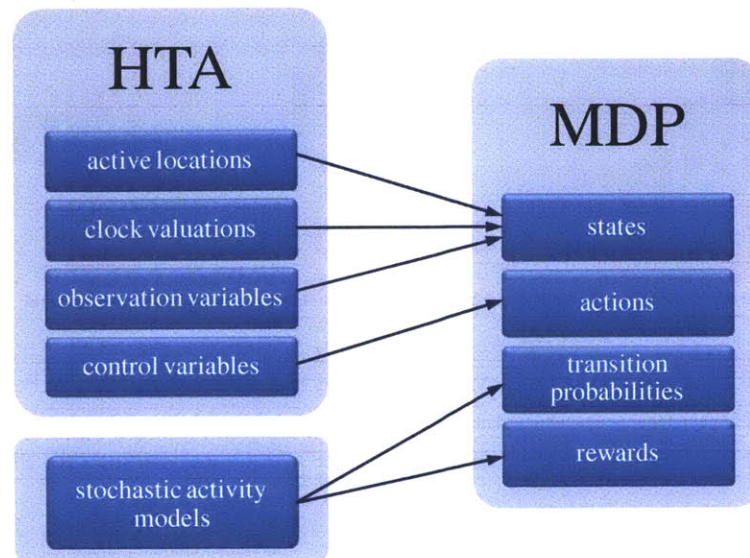 HTA
active locations
clock valuations
observation variables
control variables
stochastic activity
models
MDP
states
actions
transition
probabilities
rewards